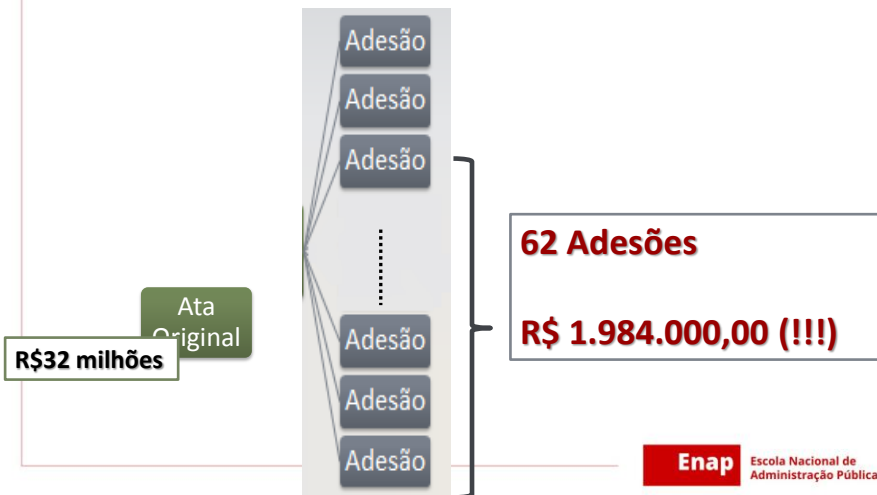 Adesão
Adesão
Adesão
62 Adesões
R$ 1.984.000,00 (!!!)
Ata
Original
R$32 milhões
Adesão
Adesão
Adesão
Enap
Escola Nacional de
Administração Pública